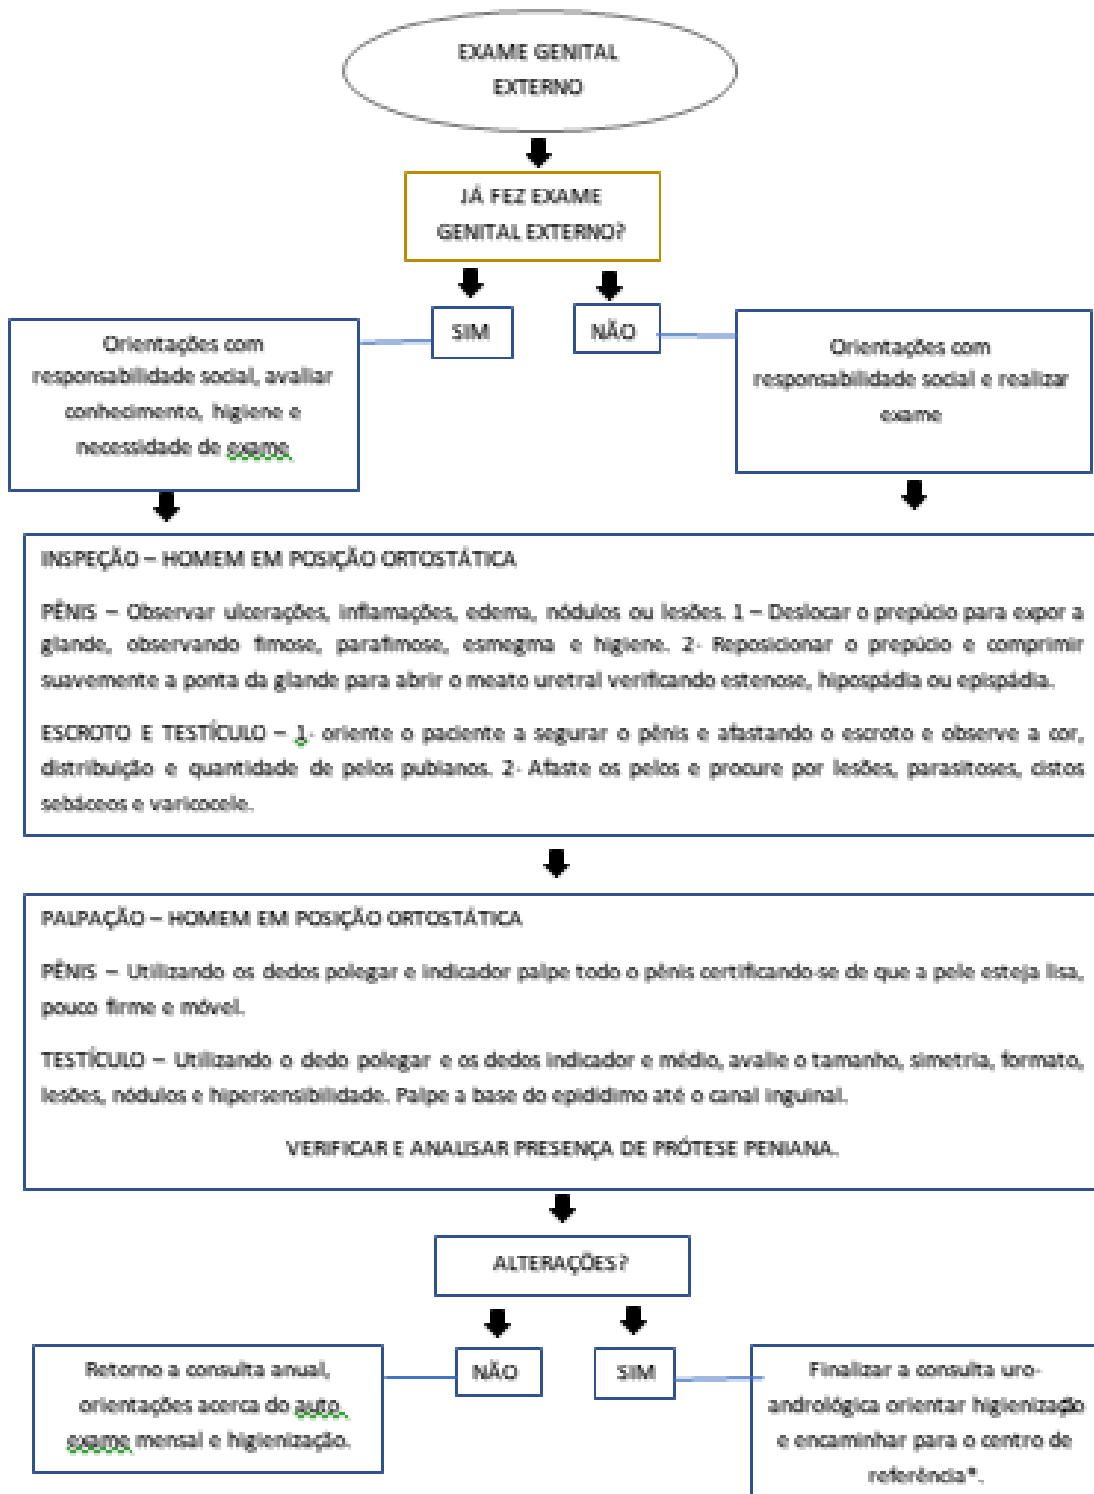 EXAME GENITAL
EXTERNO
JÁ FEZ EXAME
GENITAL EXTERNO?
SIM
NÃO
Orientações com
responsabilidade social, avaliar
conhecimento, higiene e
necessidade de exame
Orientações com
responsabilidade social e realizar
exame
INSPEÇÃO – HOMEM EM POSIÇÃO ORTOSTÁTICA
PÊNIS – Observar ulcerações, inflamações, edema, nódulos ou lesões. 1 – Deslocar o prepúcio para expor a
glande, observando fimose, parafimose, esmegma e higiene. 2- Reposicionar o prepúcio e comprimir
suavemente a ponta da glande para abrir o meato uretral verificando estenose, hipospádia ou epispádia.
ESCROTO E TESTÍCULO – 1- oriente o paciente a segurar o pênis e afastando o escroto e observe a cor,
distribuição e quantidade de pelos pubianos. 2- Afaste os pelos e procure por lesões, parasitoses, cistos
sebáceos e varicocele.
PALPAÇÃO – HOMEM EM POSIÇÃO ORTOSTÁTICA
PÊNIS – Utilizando os dedos polegar e indicador palpe todo o pênis certificando-se de que a pele esteja lisa,
pouco firme e móvel.
TESTÍCULO – Utilizando o dedo polegar e os dedos indicador e médio, avalie o tamanho, simetria, formato,
lesões, nódulos e hipersensibilidade. Palpe a base do epidídimo até o canal inguinal.
VERIFICAR E ANALISAR PRESENÇA DE PRÓTESE PENIANA.
ALTERAÇÕES?
NÃO
SIM
Retorno a consulta anual,
orientações acerca do auto
exame mensal e higienização.
Finalizar a consulta uro-
andrológica orientar higienização
e encaminhar para o centro de
referência*.